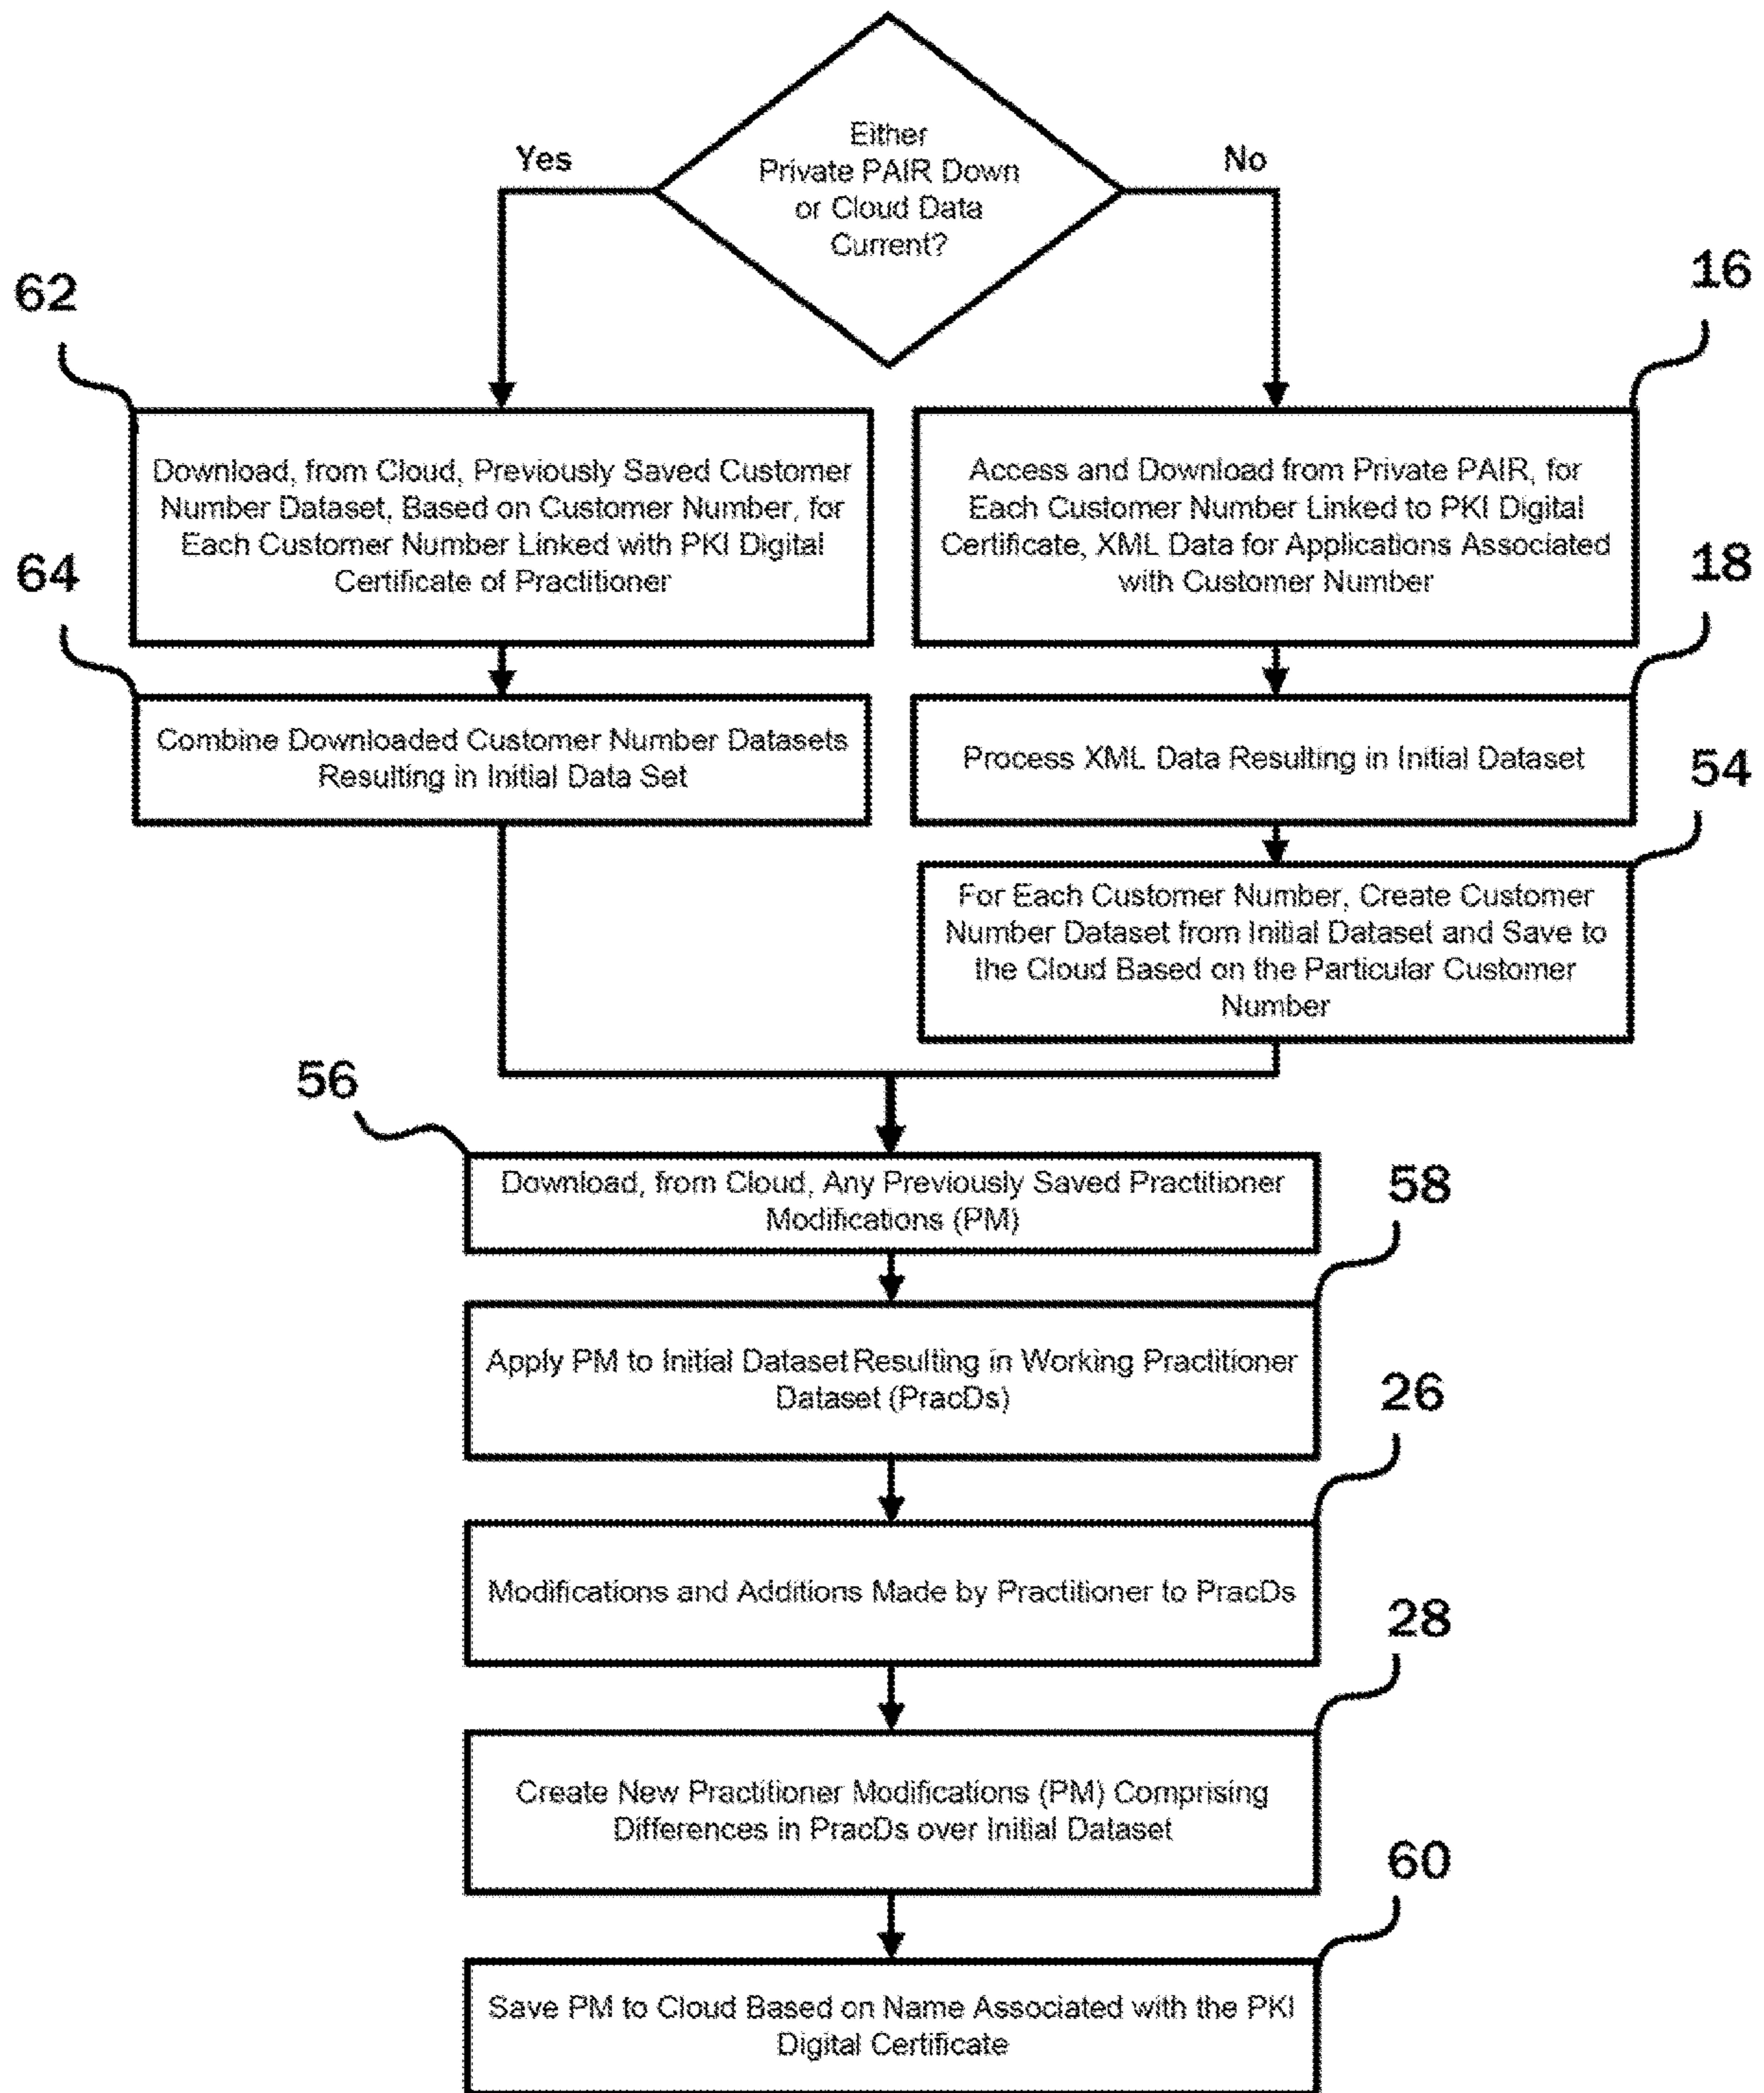 Either
Private PAIR Down
or Cloud Data
Current?
Yes
No
62
16
Download, from Cloud, Previously Saved Customer
Number Dataset, Based on Customer Number, for
Each Customer Number Linked with PKI Digital
Certificate of Practitioner
Access and Download from Private PAIR, for
Each Customer Number Linked to PKI Digital
Certificate, XML Data for Applications Associated
with Customer Number
64
18
Combine Downloaded Customer Number Datasets
Resulting in Initial Data Set
Process XML Data Resulting in Initial Dataset
54
For Each Customer Number, Create Customer
Number Dataset from Initial Dataset and Save to
the Cloud Based on the Particular Customer
Number
56
Download, from Cloud, Any Previously Saved Practitioner
Modifications (PM)
58
Apply PM to Initial Dataset Resulting in Working Practitioner
Dataset (PracDs)
26
Modifications and Additions Made by Practitioner to PracDs
28
Create New Practitioner Modifications (PM) Comprising
Differences in PracDs over Initial Dataset
60
Save PM to Cloud Based on Name Associated with the PKI
Digital Certificate